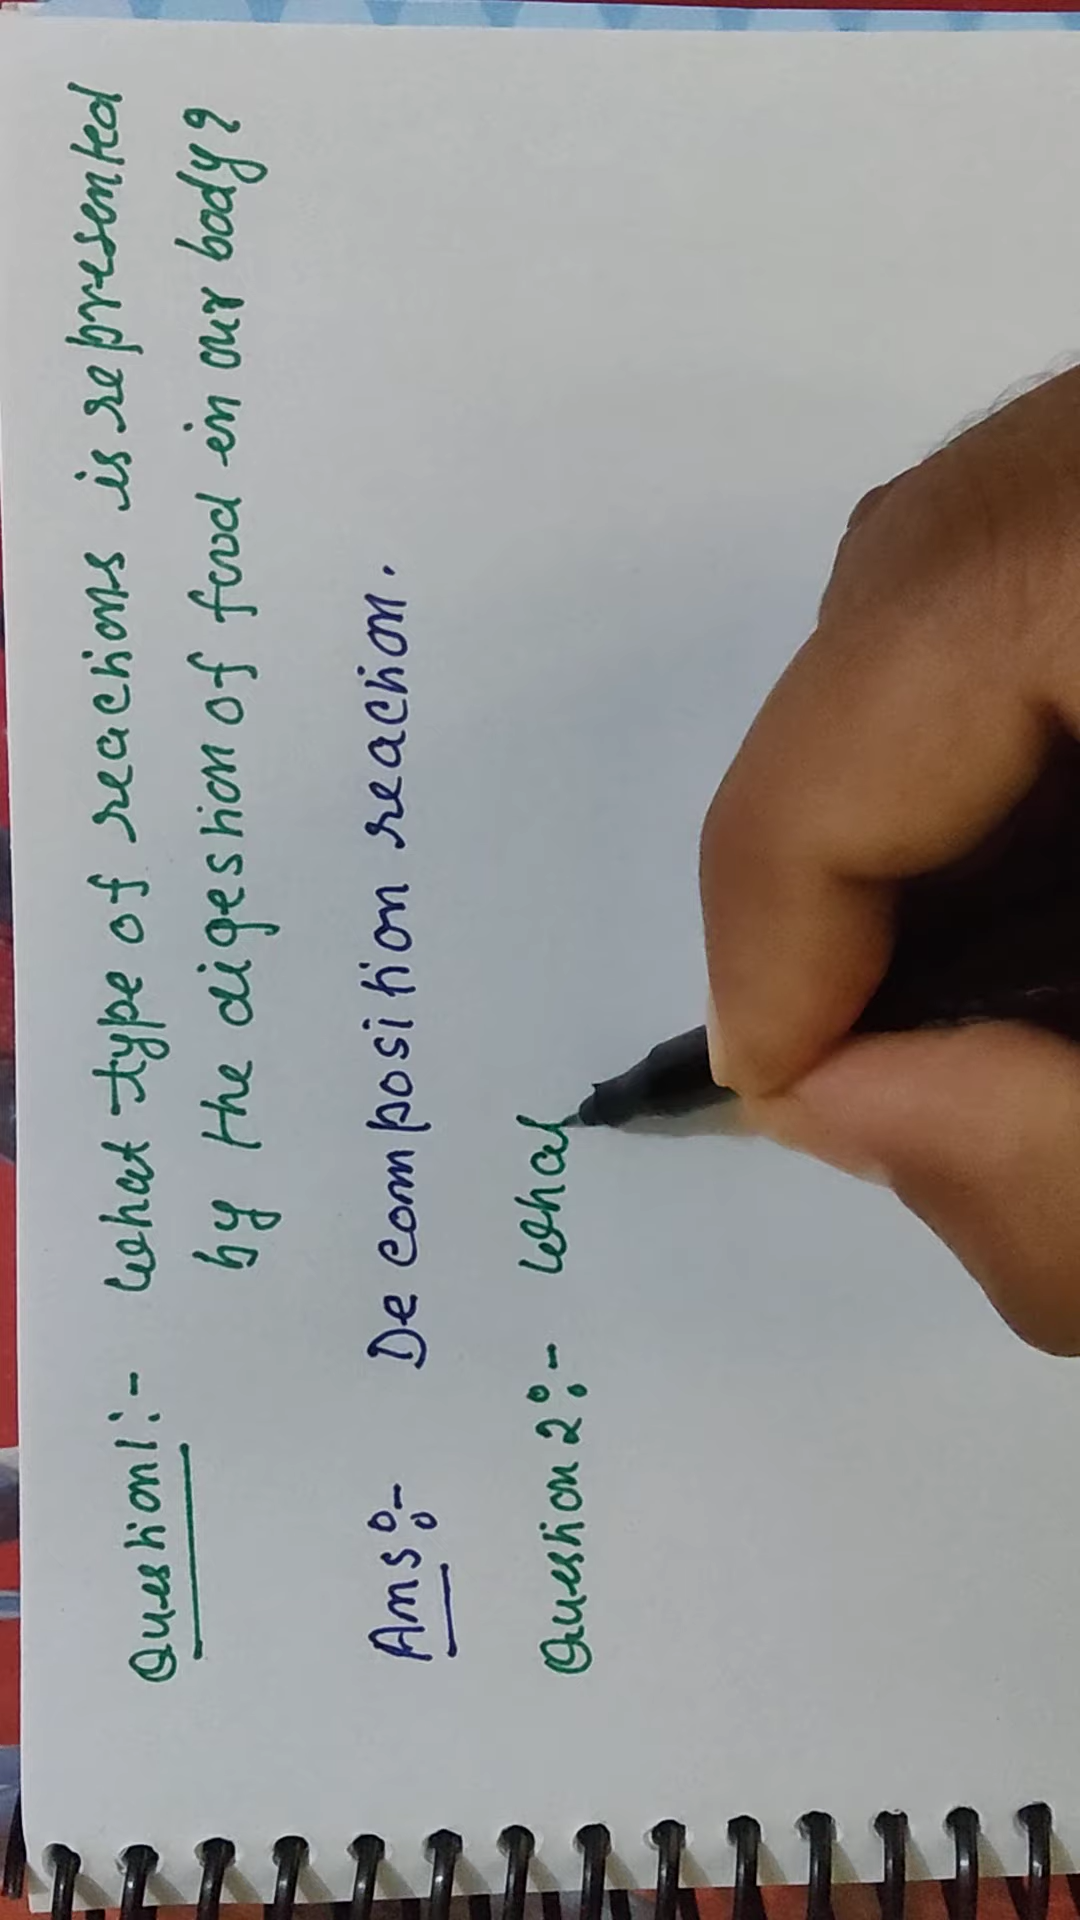 Question1:- What type of reactions is represented
by the digestion of food in our body?
Ans:- Decomposition reaction.
Question 2:- What